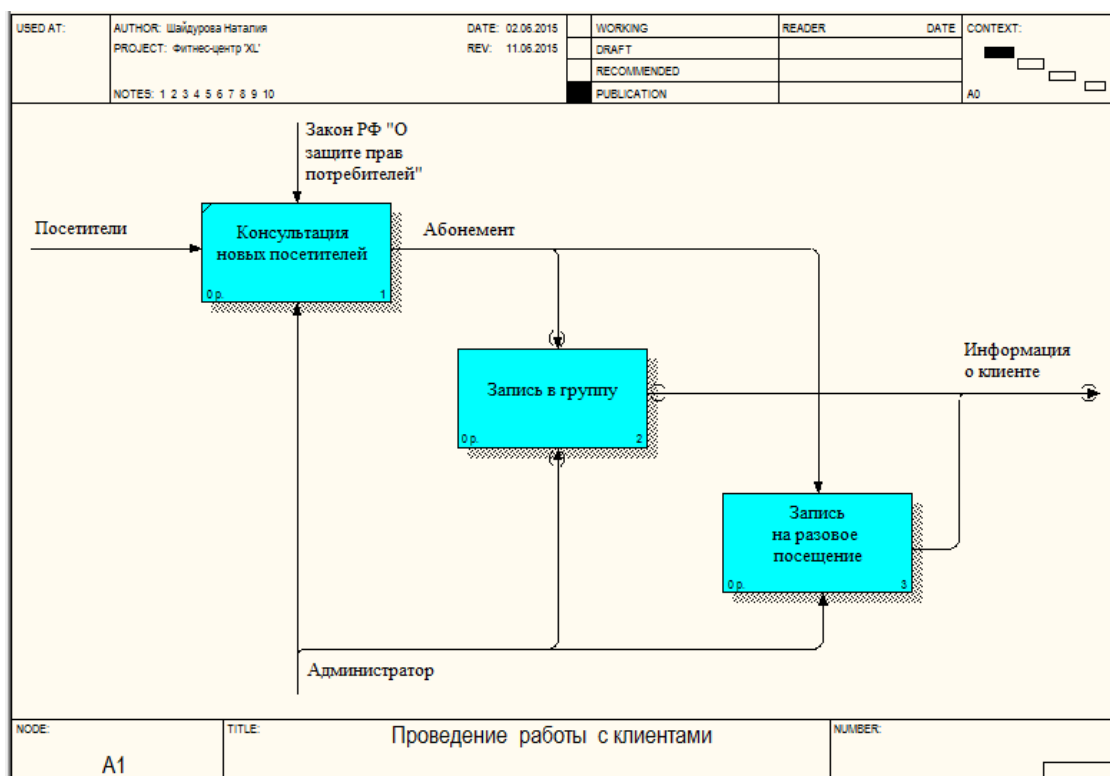 USED AT:
AUTHOR: Шайдурова Наталия
DATE: 02.06.2015
WORKING
READER
DATE
CONTEXT:
PROJECT: Фитнес-центр 'XL'
REV: 11.06.2015
DRAFT
RECOMMENDED
NOTES: 1 2 3 4 5 6 7 8 9 10
PUBLICATION
A0
Закон РФ "О
защите прав
потребителей"
Посетители
Консультация
новых посетителей
0 р.
1
Абонемент
Запись в группу
0 р.
2
Информация
о клиенте
Запись
на разовое
посещение
0 р.
3
Администратор
NODE:
A1
TITLE:
Проведение работы с клиентами
NUMBER: